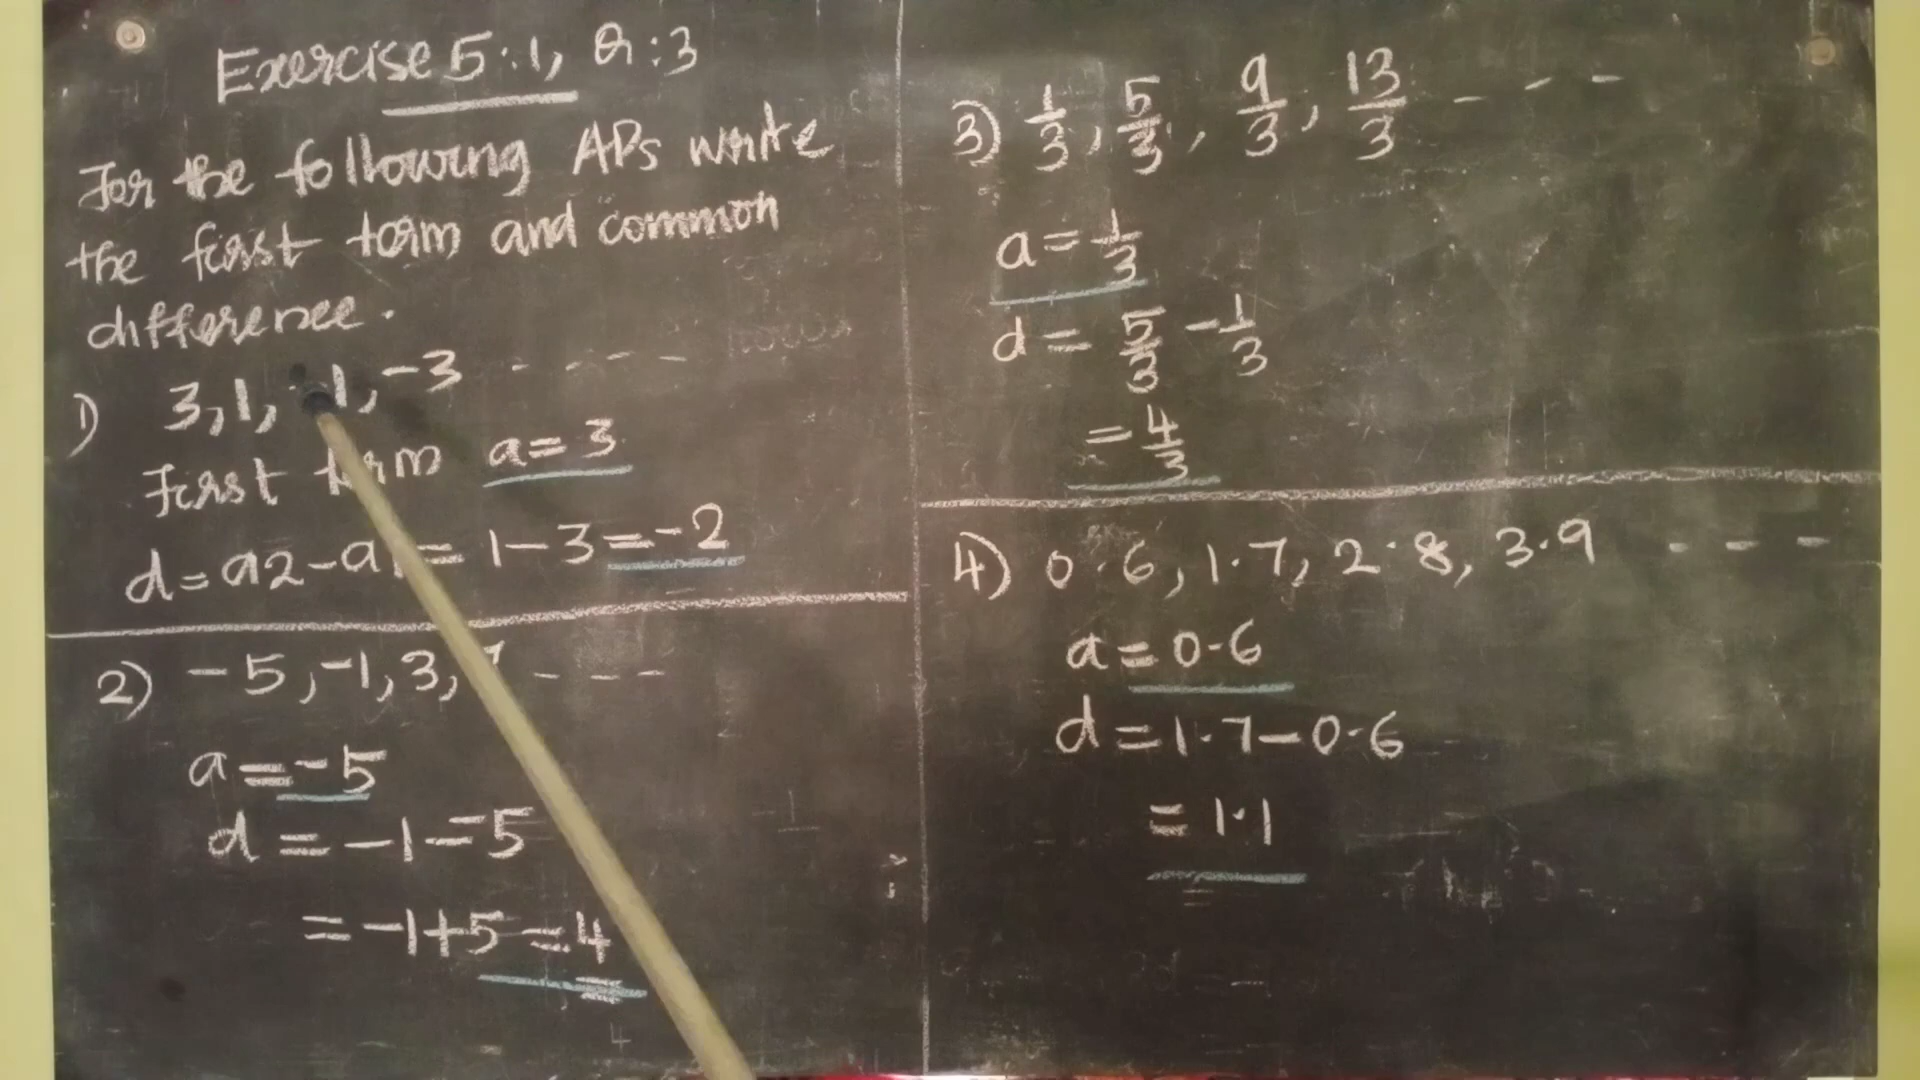 Exercise 5.1, Q:3
For the following APs write
the first term and common
difference.
1) 3, 1, -1, -3 - - - - -
First term a = 3
d = a2 - a1 = 1 - 3 = -2
2) -5, -1, 3, 7 - - -
a = -5
d = -1 - -5
= -1 + 5 = 4
3) 1/3, 5/3, 9/3, 13/3 - - -
a = 1/3
d = 5/3 - 1/3
= 4/3
4) 0.6, 1.7, 2.8, 3.9 - - -
a = 0.6
d = 1.7 - 0.6
= 1.1